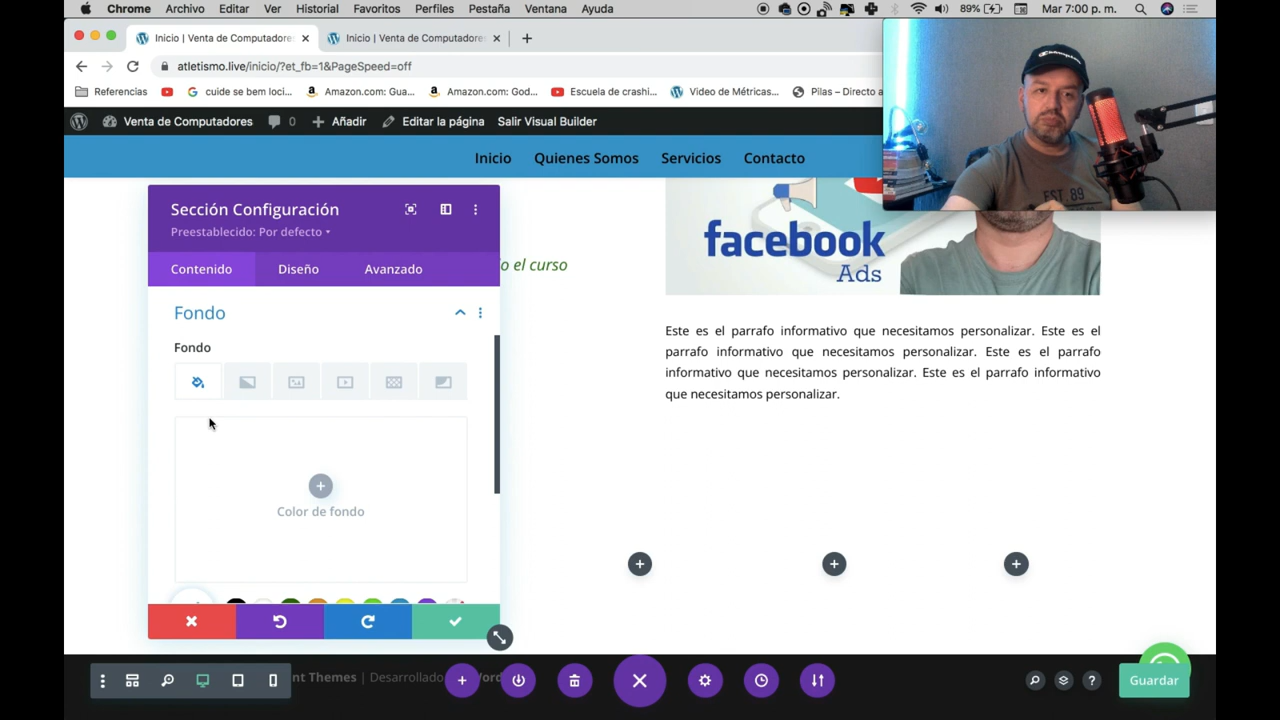 Chrome Archivo Editar Ver Historial Favoritos Perfiles Pestaña Ventana Ayuda 89% Mar 7:00 p. m.
Inicio | Venta de Computadore: Inicio | Venta de Computadore:
atletismo.live/inicio/?et_fb=1&PageSpeed=off
Referencias cuide se bem loci... Amazon.com: Gua... Amazon.com: God... Escuela de crashi... Video de Métricas... Pilas – Directo a
Venta de Computadores 0 Añadir Editar la página Salir Visual Builder
Inicio Quienes Somos Servicios Contacto
Sección Configuración
Preestablecido: Por defecto
Contenido Diseño Avanzado
Fondo
Fondo
Color de fondo
o el curso
facebook
Ads
Este es el parrafo informativo que necesitamos personalizar. Este es el
parrafo informativo que necesitamos personalizar. Este es el parrafo
informativo que necesitamos personalizar. Este es el parrafo informativo
que necesitamos personalizar.
Champion
EST. 89
nt Themes | Desarrollado
Guardar